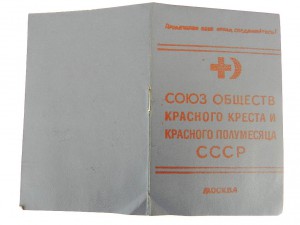 Пролетарии всех стран, соединяйтесь!
СОЮЗ ОБЩЕСТВ
КРАСНОГО КРЕСТА И
КРАСНОГО ПОЛУМЕСЯЦА
СССР
МОСКВА